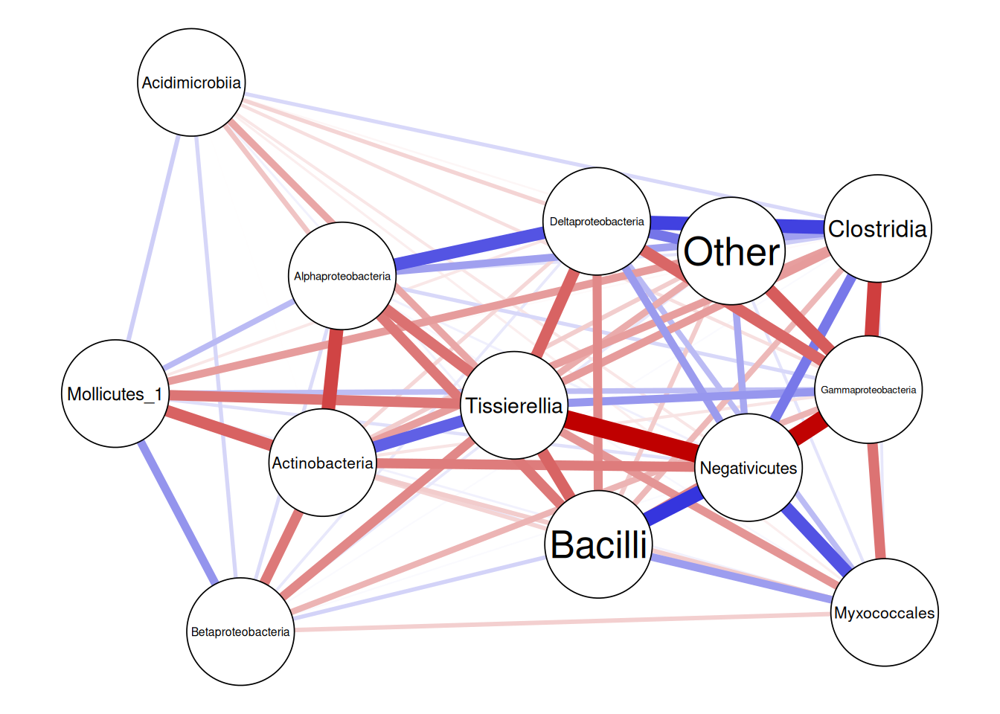 Acidimicrobiia
Deltaproteobacteria
Clostridia
Other
Alphaproteobacteria
Gammaproteobacteria
Mollicutes_1
Tissierellia
Actinobacteria
Negativicutes
Bacilli
Myxococcales
Betaproteobacteria